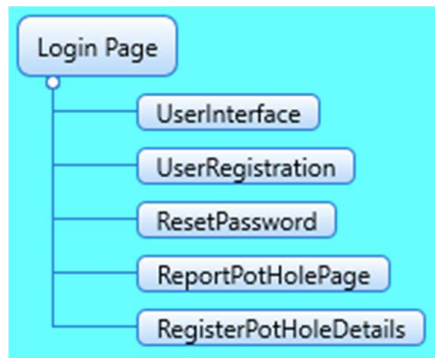 Login Page
UserInterface
UserRegistration
ResetPassword
ReportPotHolePage
RegisterPotHoleDetails